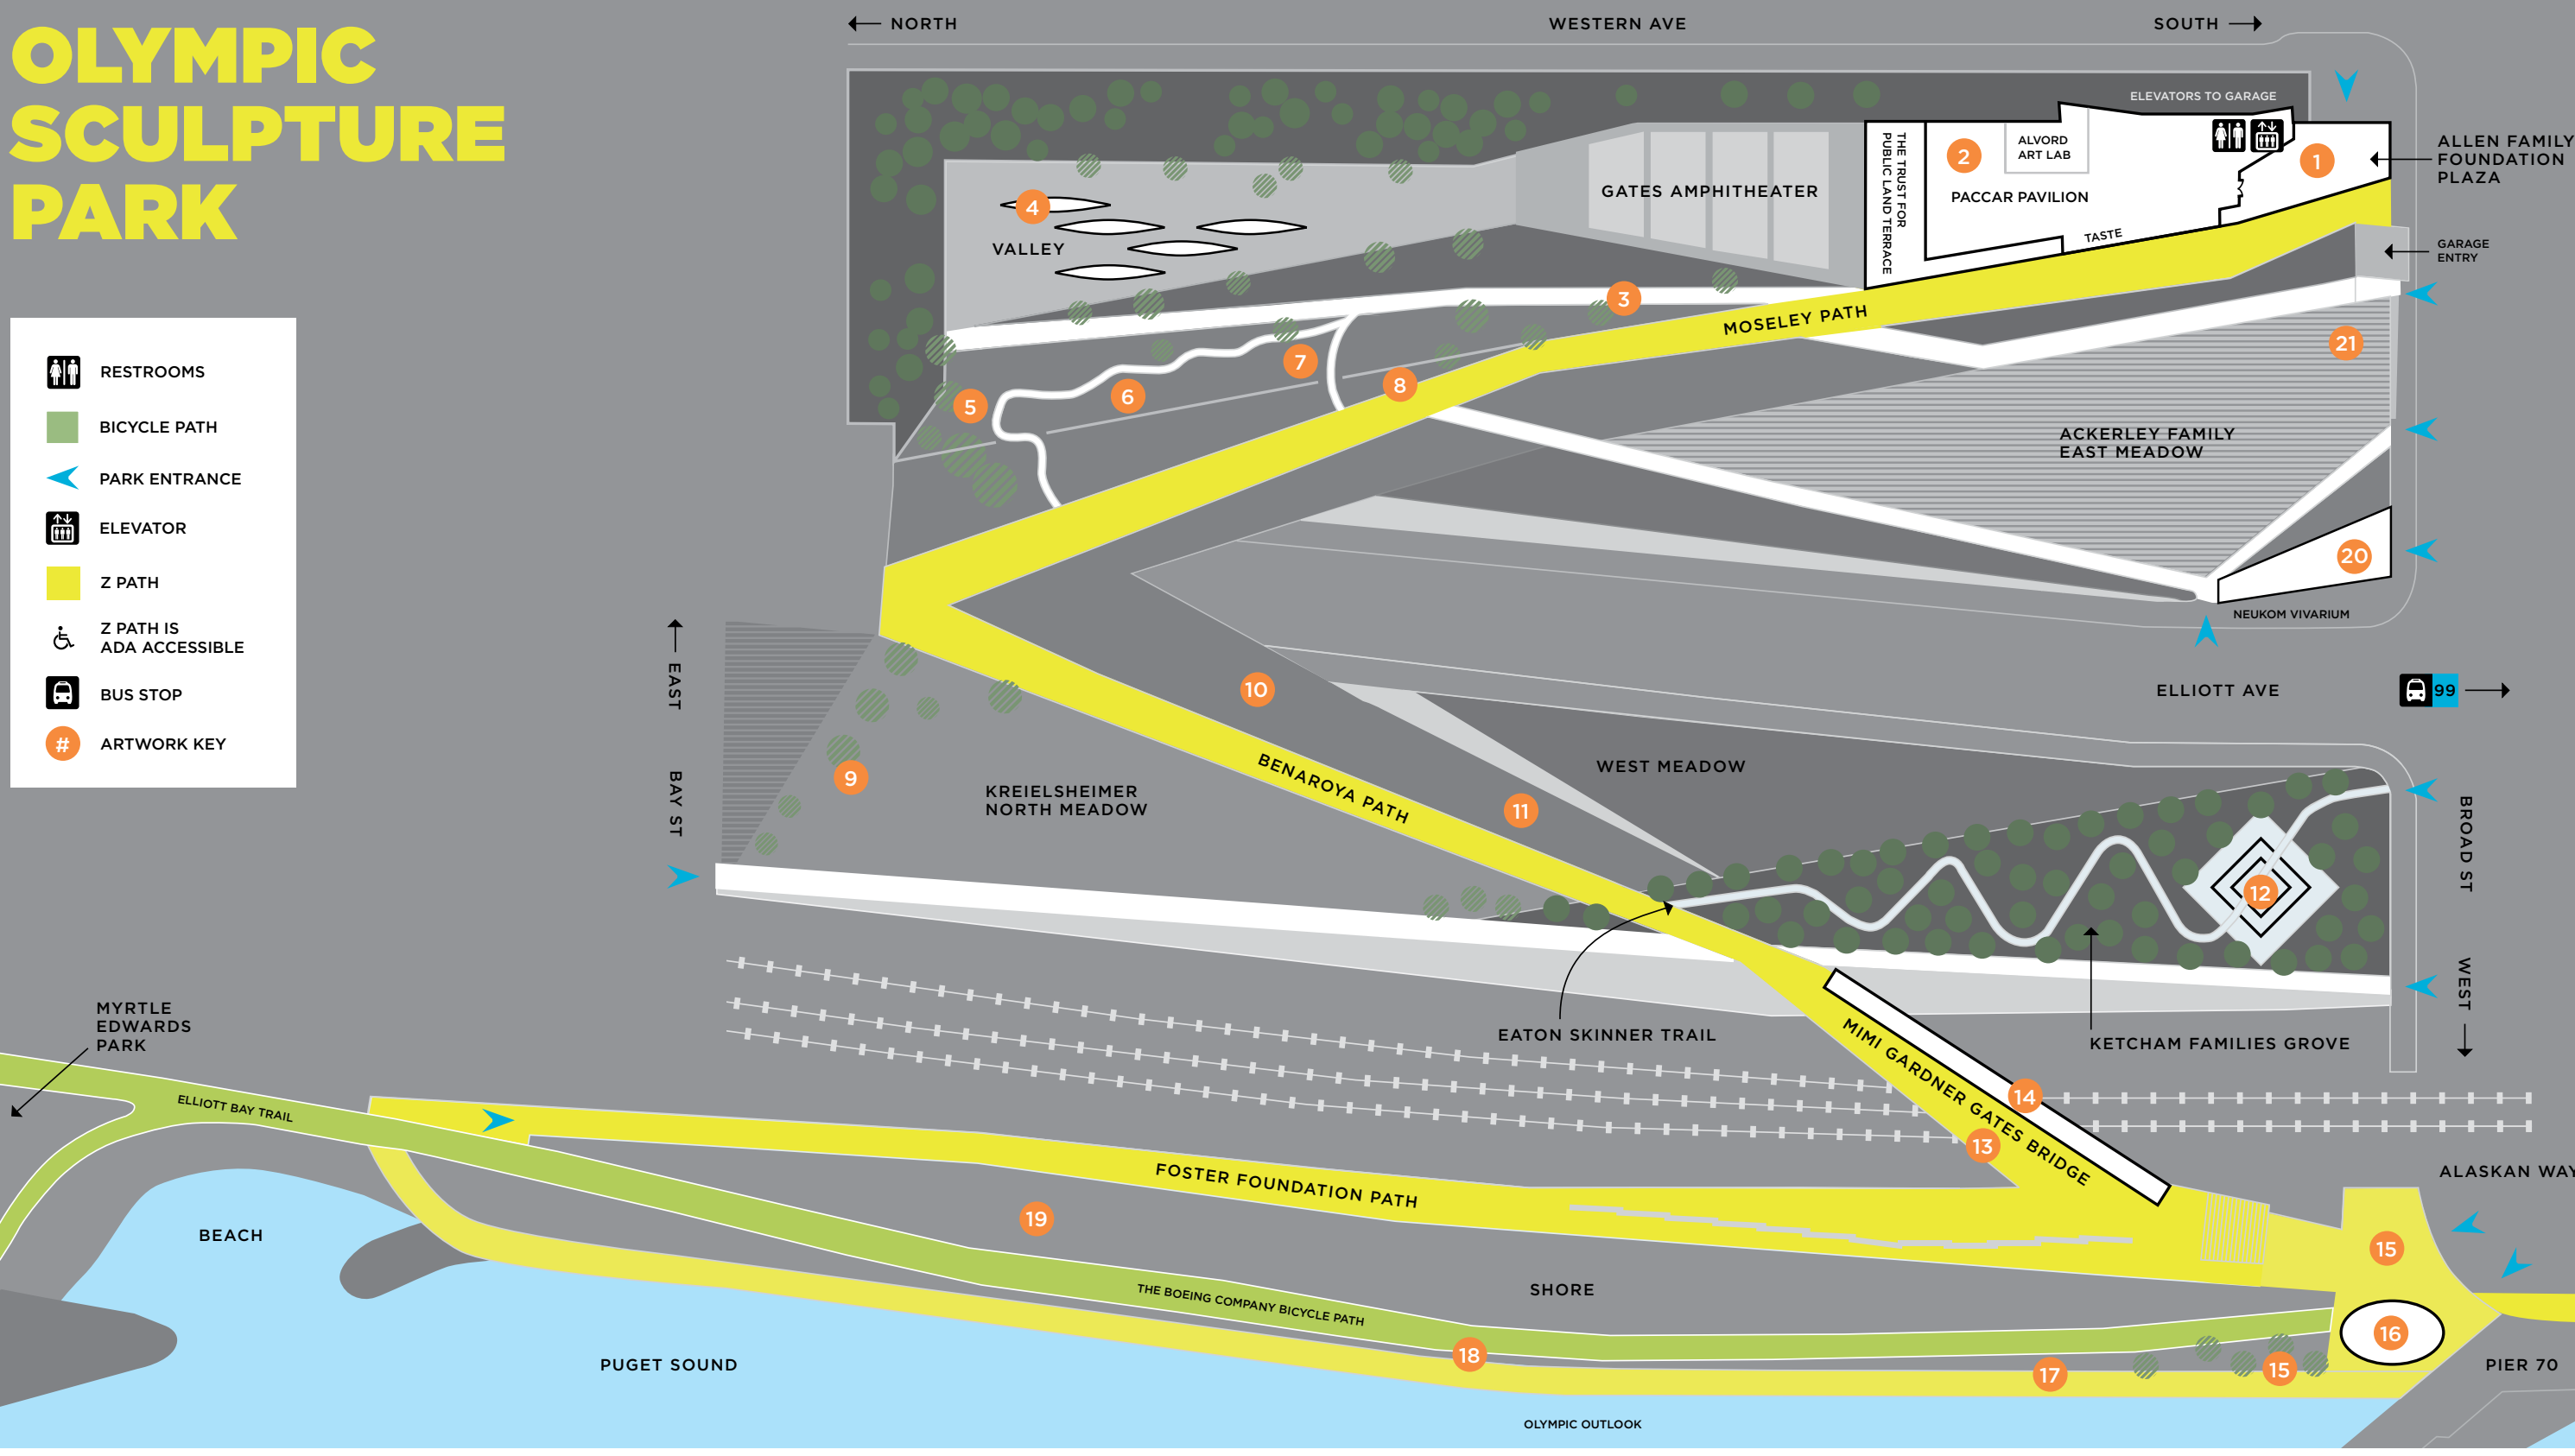 OLYMPIC
SCULPTURE
PARK
NORTH
WESTERN AVE
SOUTH
RESTROOMS
BICYCLE PATH
PARK ENTRANCE
ELEVATOR
Z PATH
Z PATH IS
ADA ACCESSIBLE
BUS STOP
#
ARTWORK KEY
ELEVATORS TO GARAGE
ALLEN FAMILY
FOUNDATION
PLAZA
GARAGE
ENTRY
1
2
ALVORD
ART LAB
PACCAR PAVILION
TASTE
THE TRUST FOR
PUBLIC LAND TERRACE
GATES AMPHITHEATER
4
VALLEY
3
MOSELEY PATH
5
6
7
8
21
ACKERLEY FAMILY
EAST MEADOW
20
NEUKOM VIVARIUM
EAST
BAY ST
ELLIOTT AVE
99
10
9
KREIELSHEIMER
NORTH MEADOW
BENAROYA PATH
WEST MEADOW
11
12
BROAD ST
WEST
EATON SKINNER TRAIL
KETCHAM FAMILIES GROVE
MIMI GARDNER GATES BRIDGE
14
13
MYRTLE
EDWARDS
PARK
ELLIOTT BAY TRAIL
FOSTER FOUNDATION PATH
ALASKAN WAY
19
BEACH
15
SHORE
THE BOEING COMPANY BICYCLE PATH
16
18
17
15
PIER 70
PUGET SOUND
OLYMPIC OUTLOOK